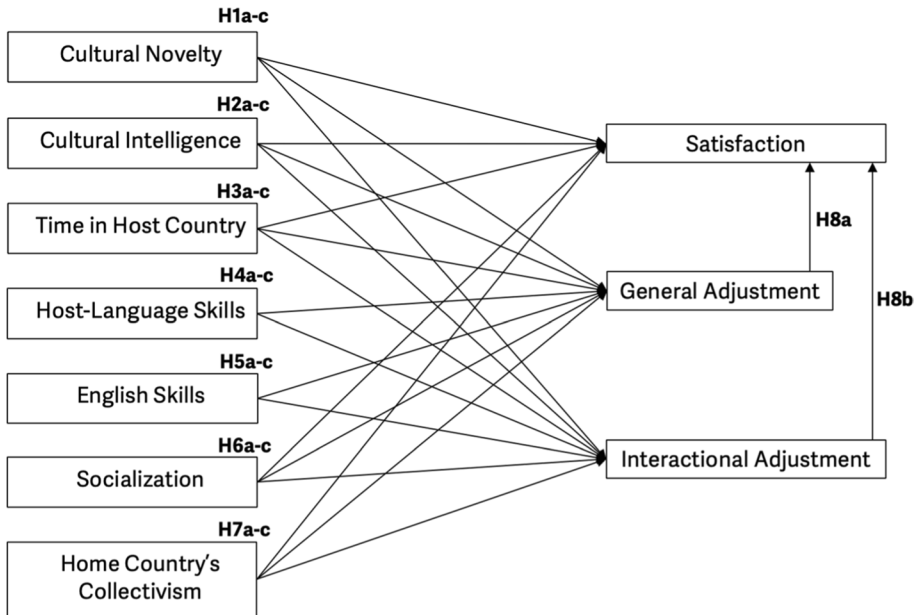 H1a-c
Cultural Novelty
H2a-c
Cultural Intelligence
H3a-c
Time in Host Country
H4a-c
Host-Language Skills
H5a-c
English Skills
H6a-c
Socialization
H7a-c
Home Country's
Collectivism
Satisfaction
H8a
General Adjustment
H8b
Interactional Adjustment